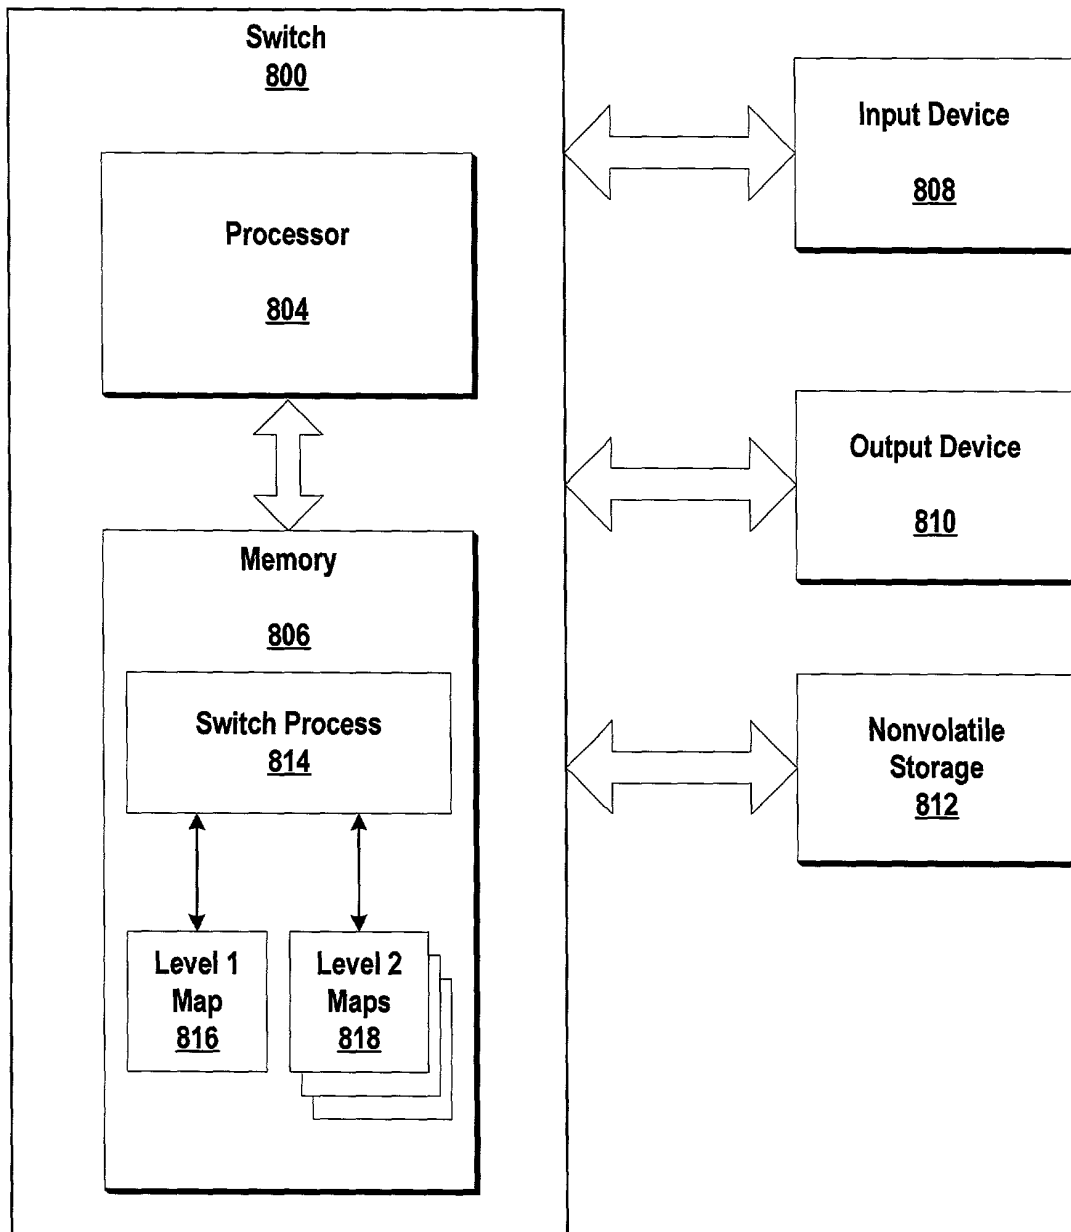 Switch
800
Processor
804
Memory
806
Switch Process
814
Level 1
Map
816
Level 2
Maps
818
Input Device
808
Output Device
810
Nonvolatile
Storage
812